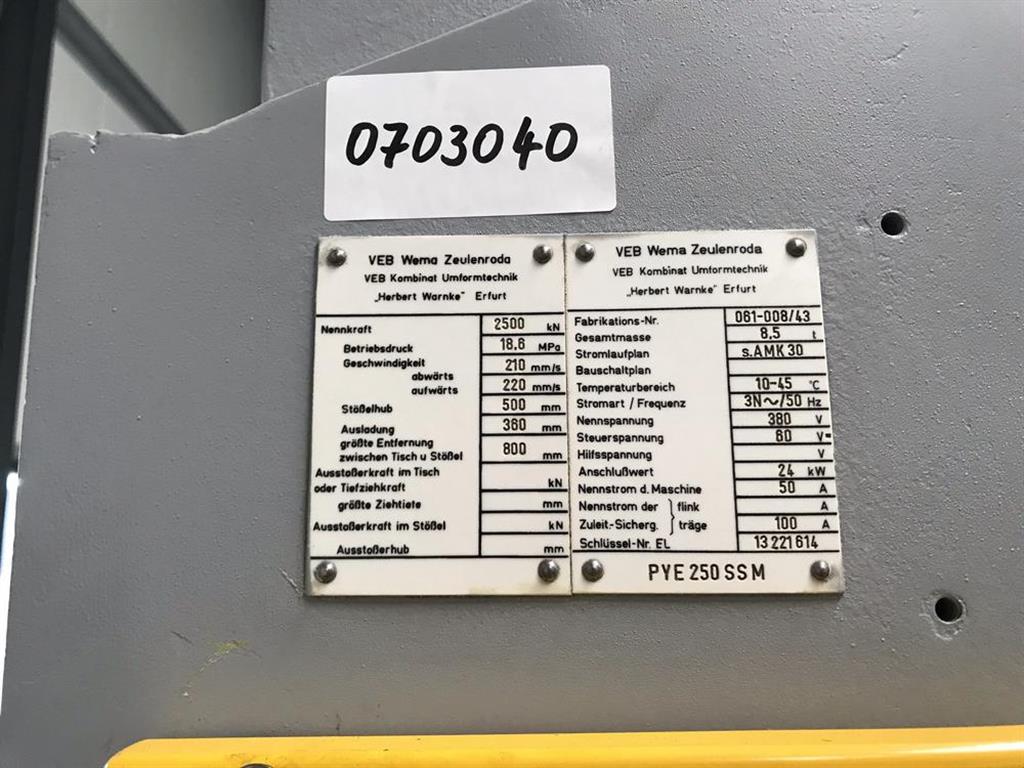 0703040
VEB Wema Zeulenroda
VEB Kombinat Umformtechnik
„Herbert Warnke" Erfurt
Nennkraft 2500 kN
Betriebsdruck 18.6 MPa
Geschwindigkeit
abwärts 210 mm/s
aufwärts 220 mm/s
Stößelhub 500 mm
Ausladung 360 mm
größte Entfernung
zwischen Tisch u Stößel 800 mm
Ausstoßerkraft im Tisch
oder Tiefziehkraft kN
größte Ziehtiefe mm
Ausstoßerkraft im Stößel kN
Ausstoßerhub mm
VEB Wema Zeulenroda
VEB Kombinat Umformtechnik
„Herbert Warnke" Erfurt
Fabrikations-Nr. 061-008/43
Gesamtmasse 8,5 t
Stromlaufplan s.AMK 30
Bauschaltplan
Temperaturbereich 10-45 °C
Stromart / Frequenz 3N~/50 Hz
Nennspannung 380 V
Steuerspannung 60 V=
Hilfsspannung V
Anschlußwert 24 kW
Nennstrom d. Maschine 50 A
Nennstrom der } flink A
Zuleit.-Sicherg. } träge 100 A
Schlüssel-Nr. EL 13 221 614
PYE 250 SSM